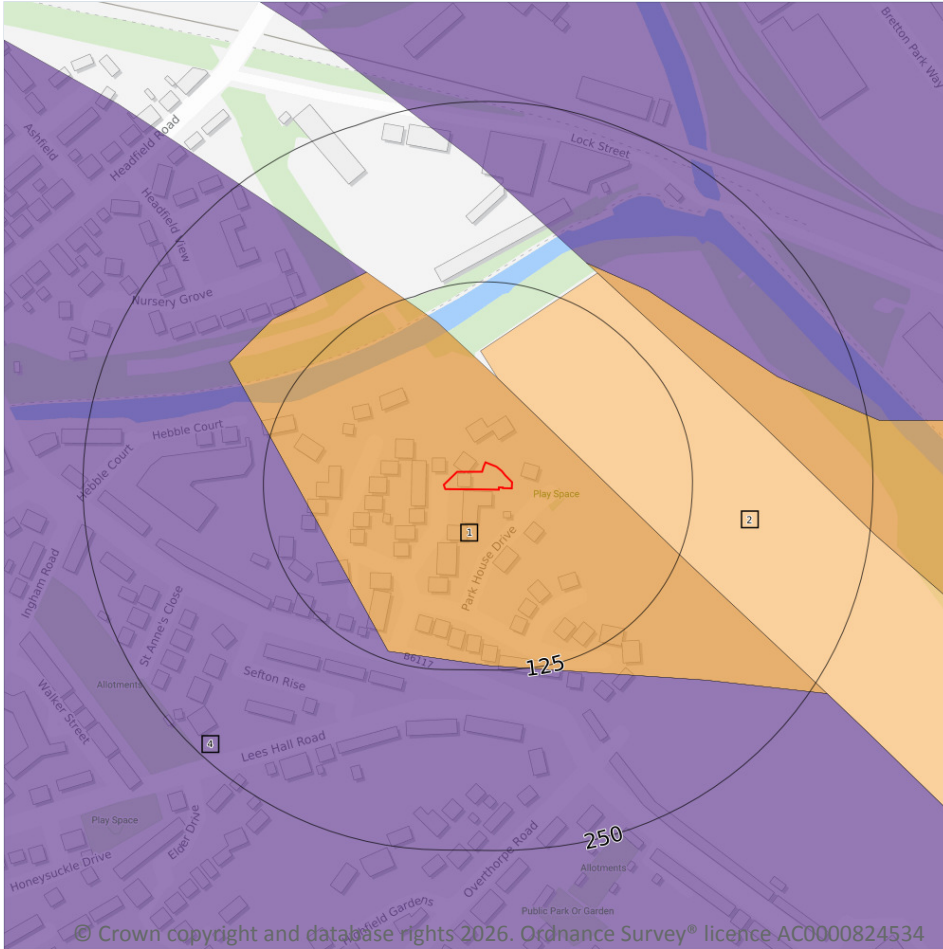 Bretton Park Way
Ashfield
Headfield Road
Lock Street
Headfield View
Nursery Grove
Hebble Court
Hebble Court
Play Space
2
1
Park House Drive
Ingham Road
St Anne's Close
B6117
125
Sefton Rise
Allotments
Walker Street
4
Lees Hall Road
Play Space
Elder Drive
250
Honeysuckle Drive
Overthorpe Road
Allotments
Public Park Or Garden
field Gardens
© Crown copyright and database rights 2026. Ordnance Survey® licence AC0000824534